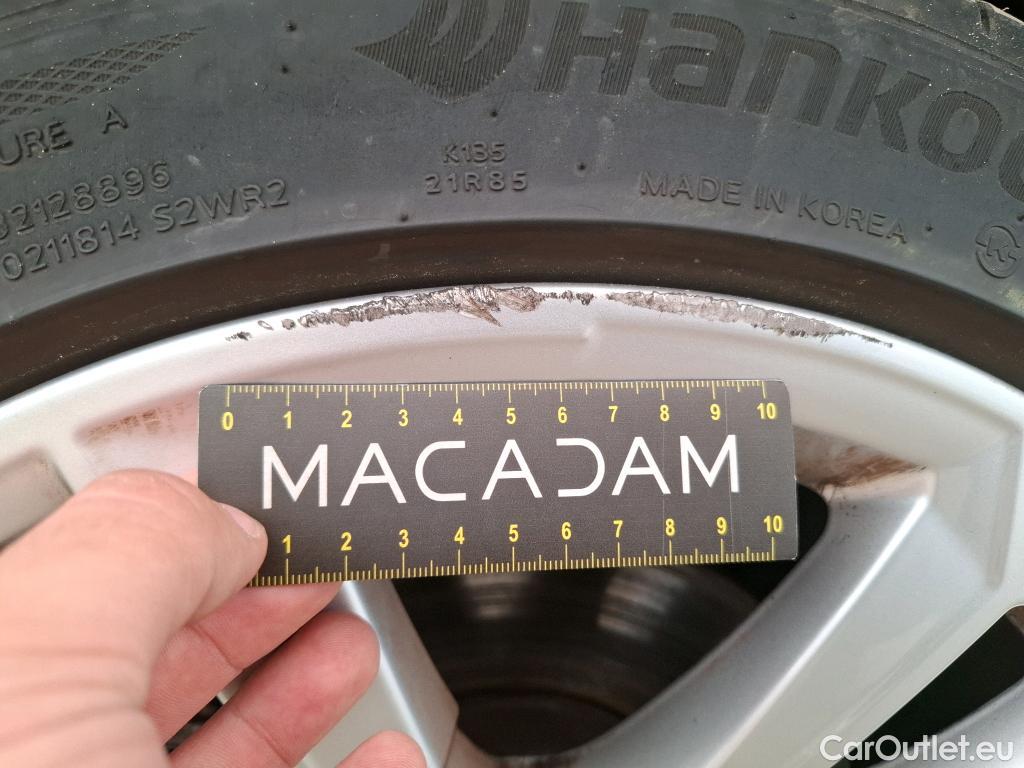 Hankoo
URE A
K135
21R85
MADE IN KOREA
32128896
0211814 S2WR2
0 1 2 3 4 5 6 7 8 9 10
MACADAM
1 2 3 4 5 6 7 8 9 10
CarOutlet.eu